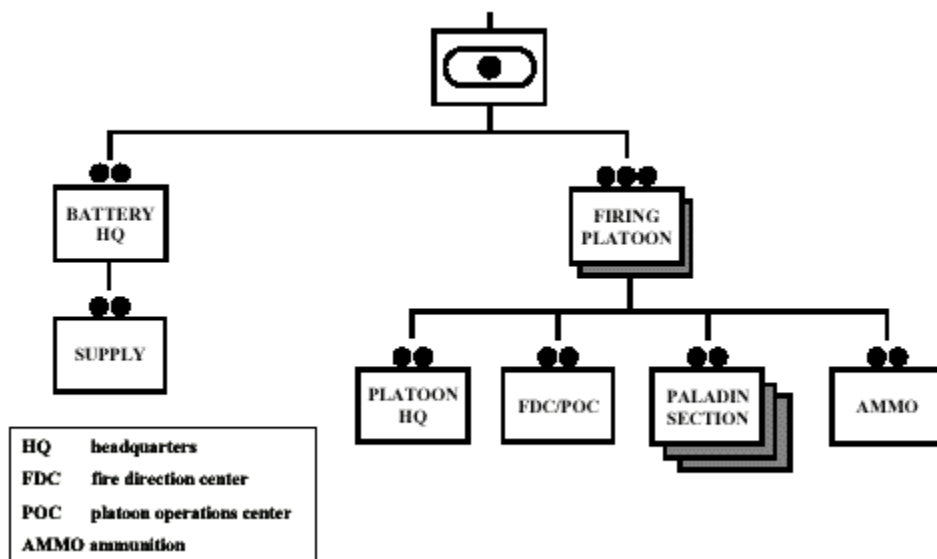 BATTERY
HQ
FIRING
PLATOON
SUPPLY
PLATOON
HQ
FDC/POC
PALADIN
SECTION
AMMO
HQ headquarters
FDC fire direction center
POC platoon operations center
AMMO ammunition